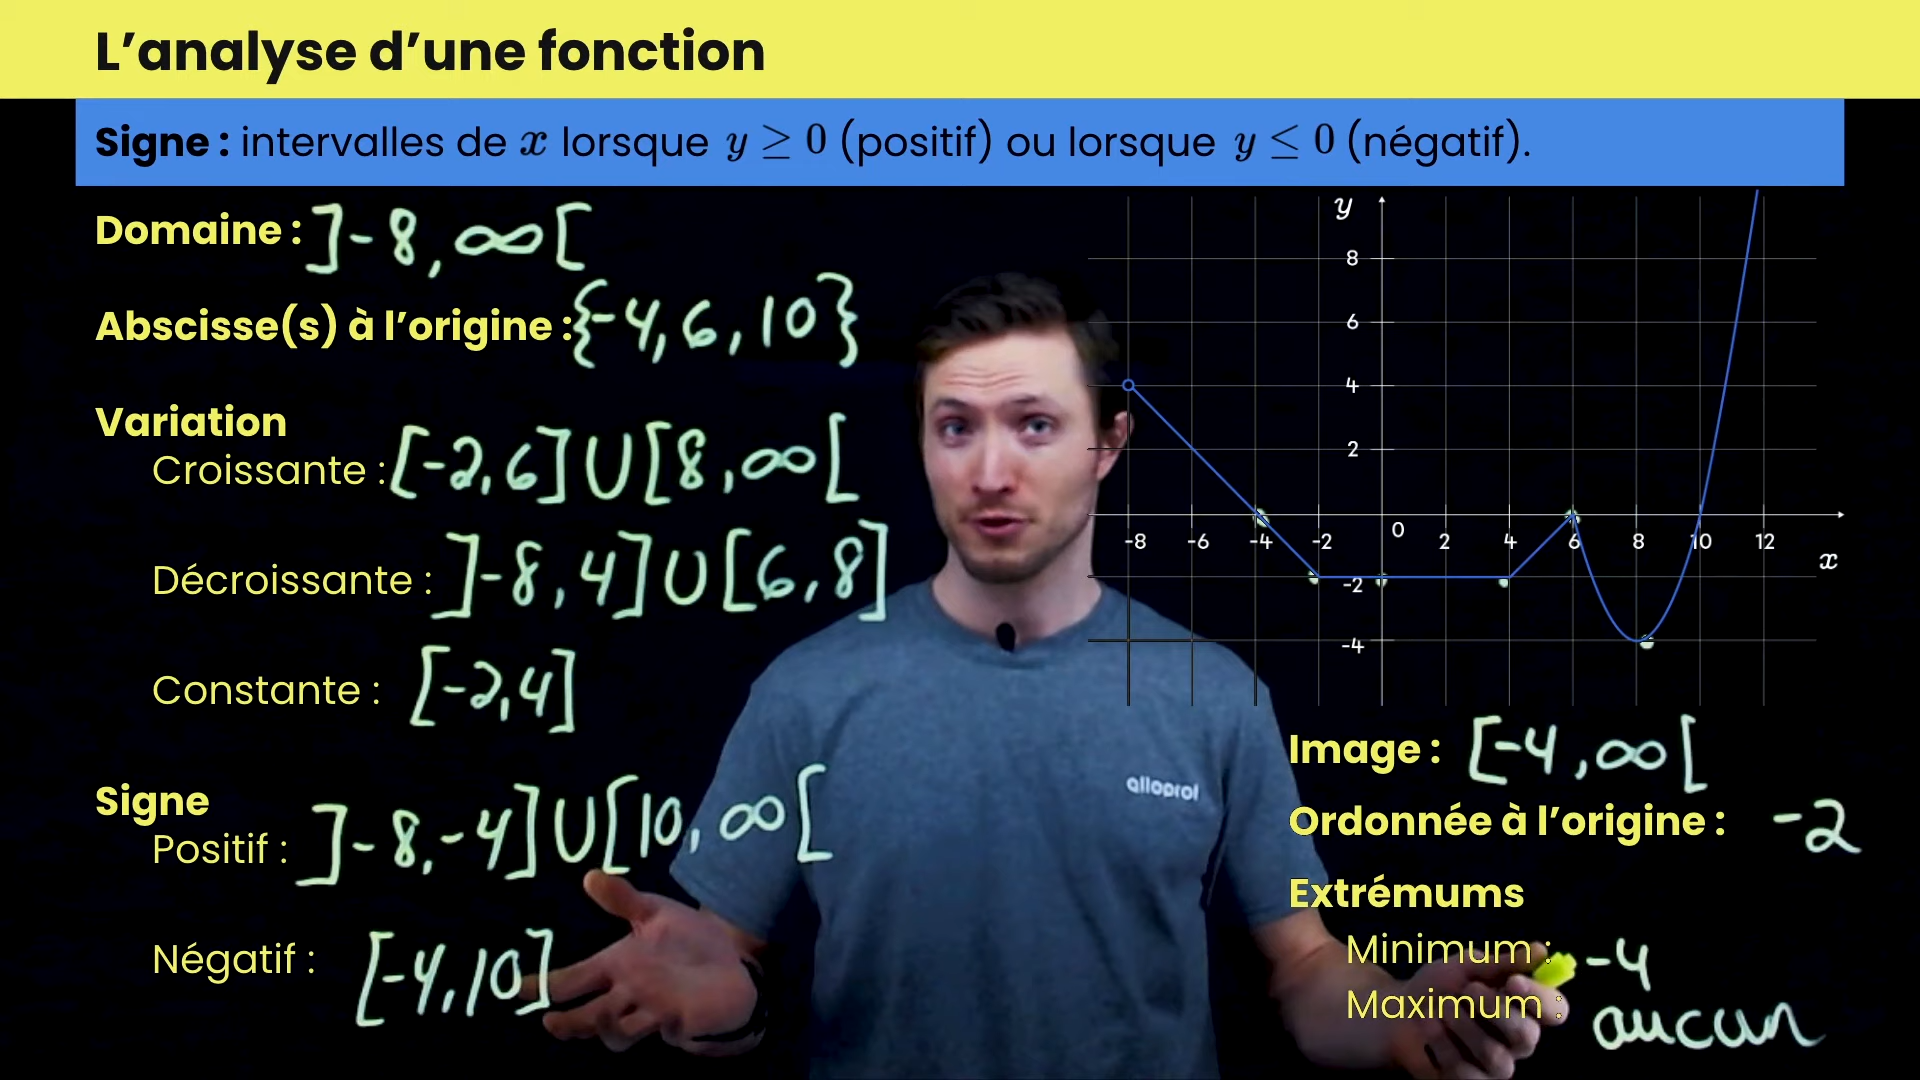 L'analyse d'une fonction
Signe : intervalles de x lorsque y ≥ 0 (positif) ou lorsque y ≤ 0 (négatif).
Domaine : ]-8, ∞[
Abscisse(s) à l'origine : {-4, 6, 10}
Variation
Croissante : [-2, 6] U [8, ∞[
Décroissante : ]-8, 4] U [6, 8]
Constante : [-2, 4]
Signe
Positif : ]-8, -4] U [10, ∞[
Négatif : [-4, 10]
y
8
6
4
2
0
-8 -6 -4 -2 2 4 6 8 10 12
x
-2
-4
alloprof
Image : [-4, ∞[
Ordonnée à l'origine : -2
Extrémums
Minimum : -4
Maximum : aucun